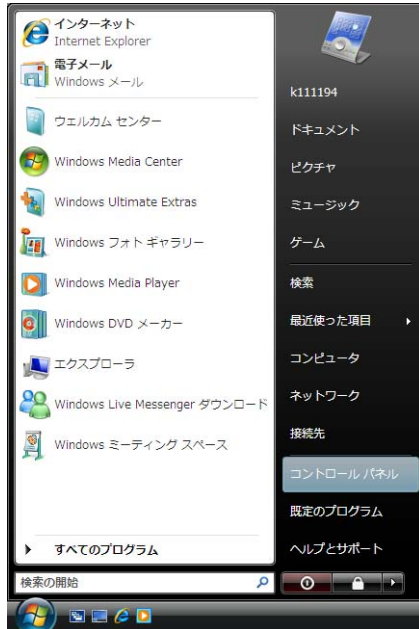 インターネット
Internet Explorer
電子メール
Windows メール
ウェルカム センター
Windows Media Center
Windows Ultimate Extras
Windows フォト ギャラリー
Windows Media Player
Windows DVD メーカー
エクスプローラ
Windows Live Messenger ダウンロード
Windows ミーティング スペース
すべてのプログラム
検索の開始
k111194
ドキュメント
ピクチャ
ミュージック
ゲーム
検索
最近使った項目
コンピュータ
ネットワーク
接続先
コントロール パネル
既定のプログラム
ヘルプとサポート